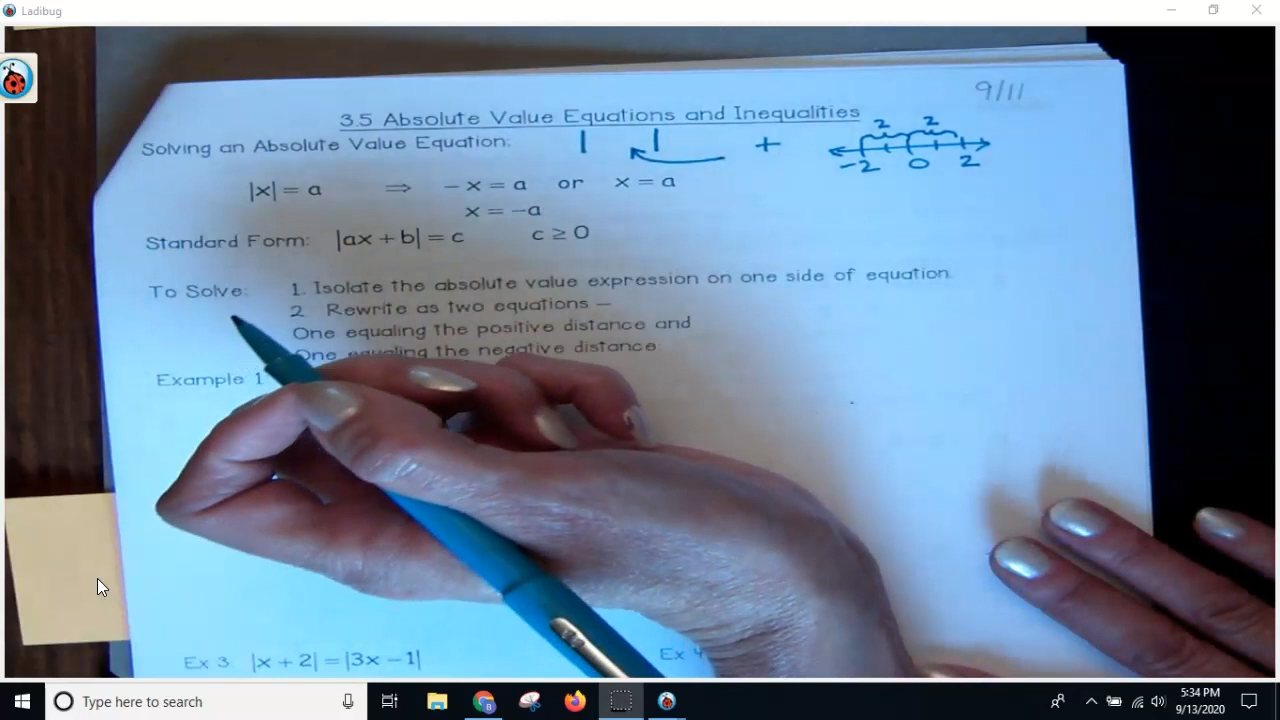 Ladibug
9/11
3.5 Absolute Value Equations and Inequalities
Solving an Absolute Value Equation:
| | + 2 2
-2 0 2
|x| = a ⇒ -x = a or x = a
x = -a
Standard Form: |ax + b| = c c ≥ 0
To Solve: 1. Isolate the absolute value expression on one side of equation.
2. Rewrite as two equations –
One equaling the positive distance and
One equaling the negative distance.
Example 1:
Ex 3: |x + 2| = |3x - 1| Ex 4
Type here to search
5:34 PM
9/13/2020